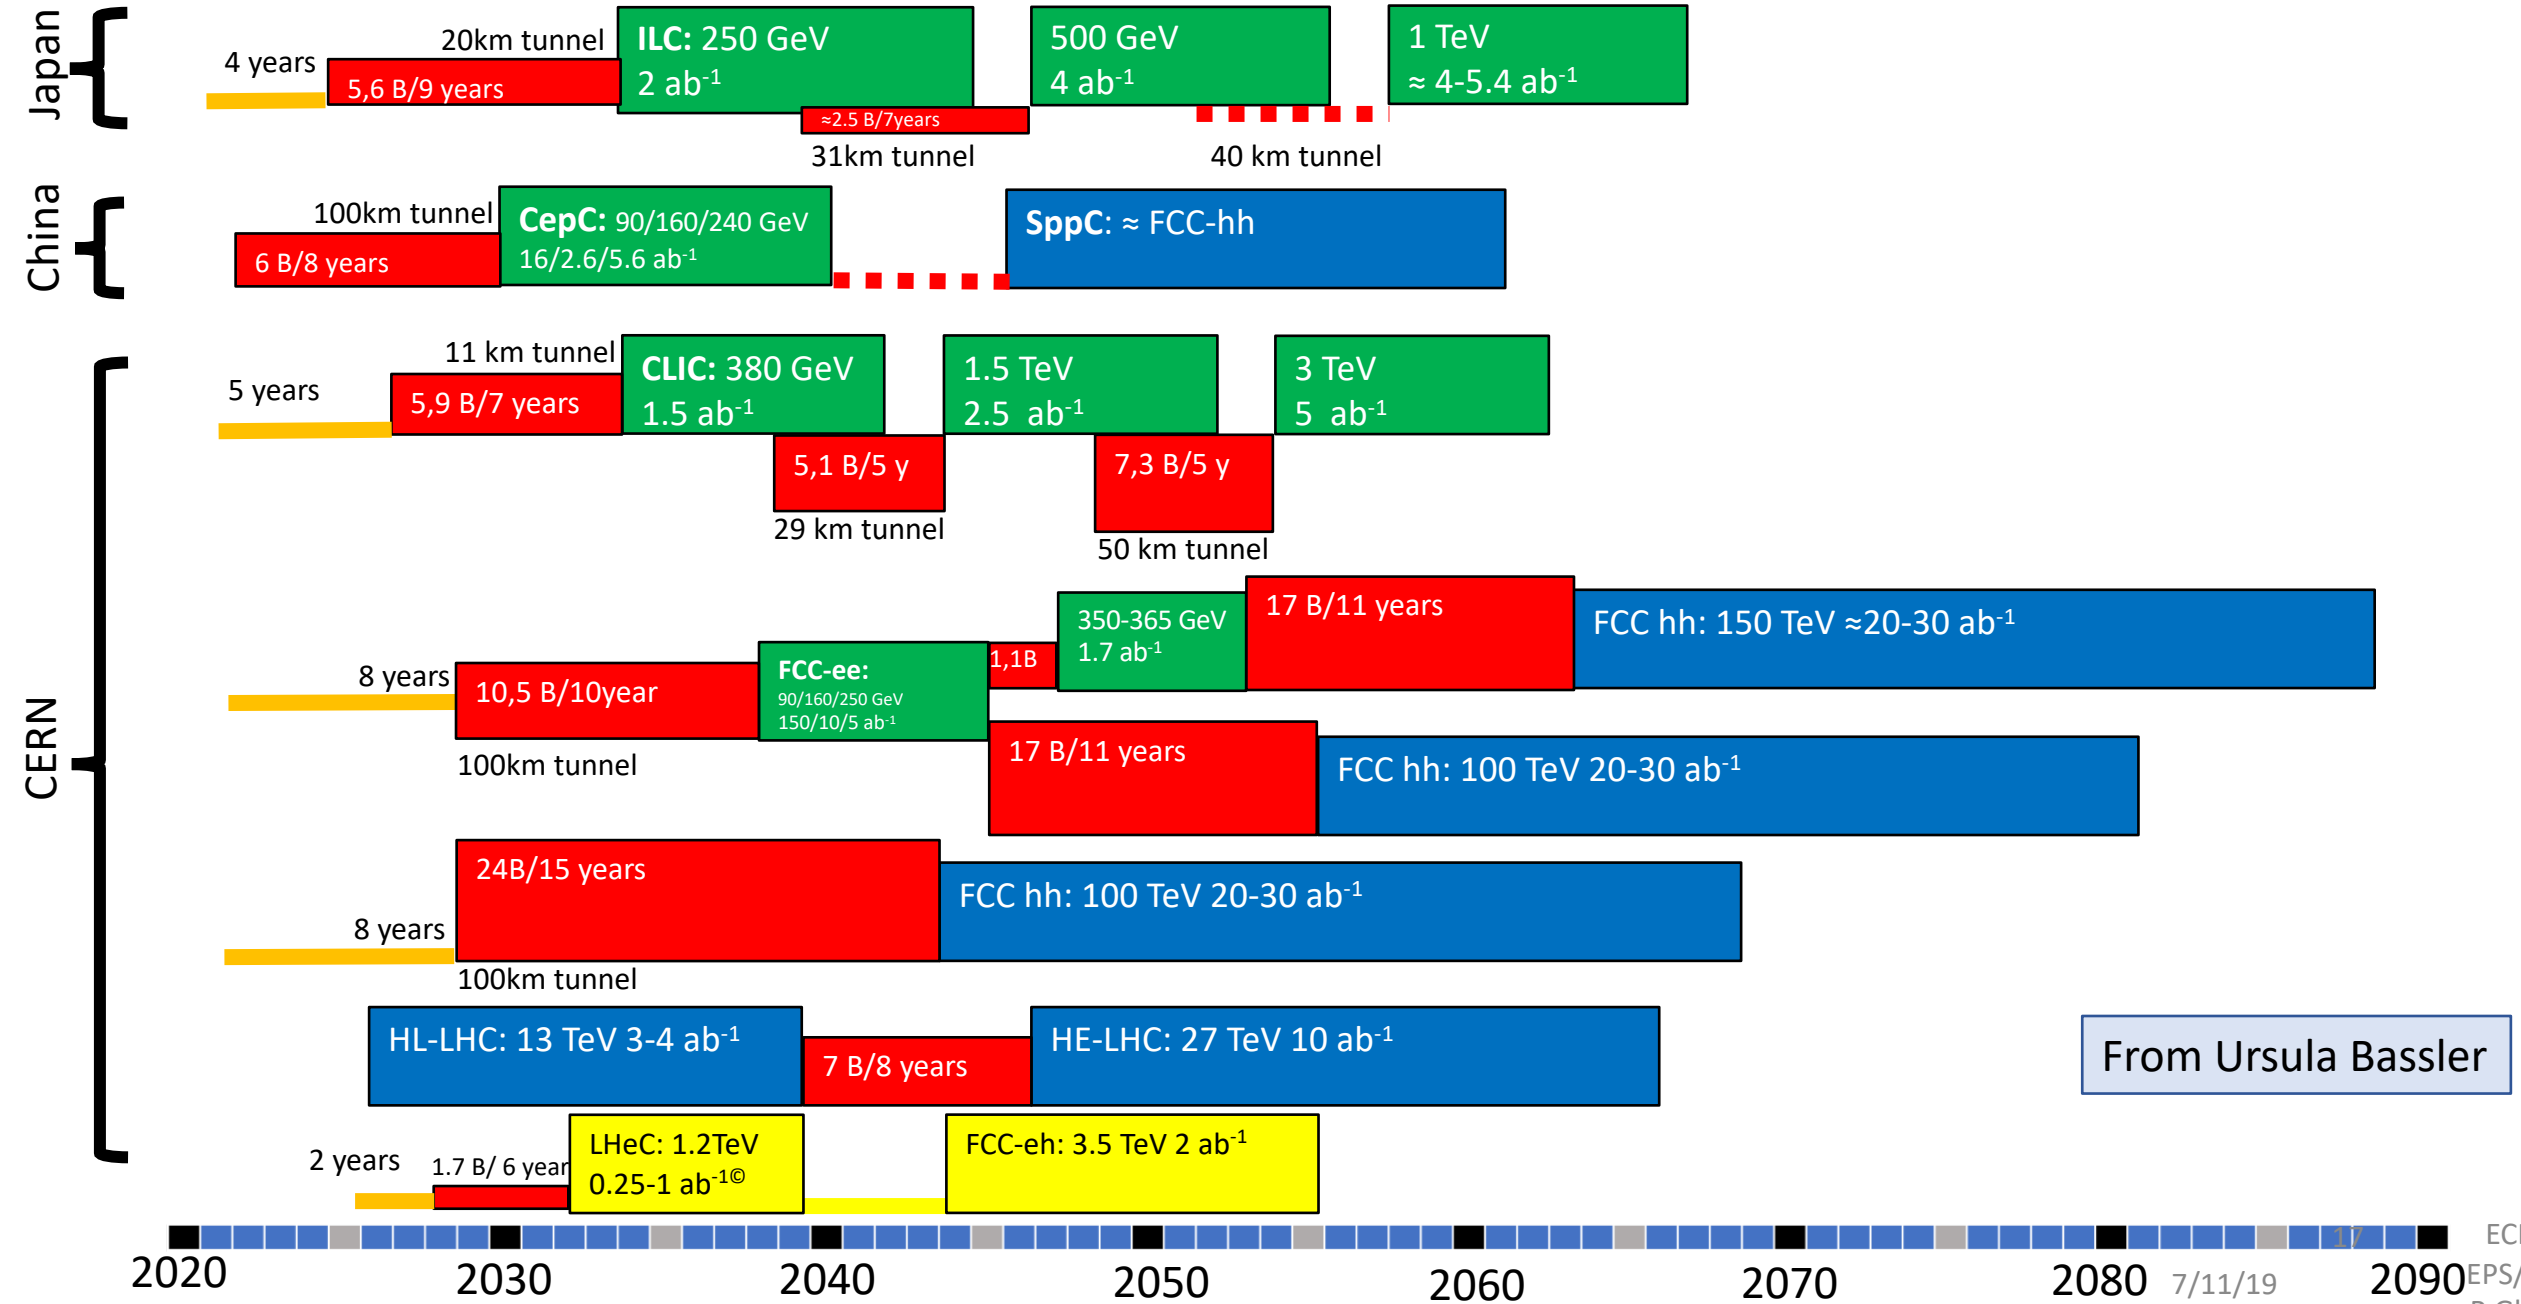 Japan
4 years
20km tunnel
5,6 B/9 years
ILC: 250 GeV
2 ab-1
≈2.5 B/7years
31km tunnel
500 GeV
4 ab-1
40 km tunnel
1 TeV
≈ 4-5.4 ab-1
China
100km tunnel
6 B/8 years
CepC: 90/160/240 GeV
16/2.6/5.6 ab-1
SppC: ≈ FCC-hh
CERN
5 years
11 km tunnel
5,9 B/7 years
CLIC: 380 GeV
1.5 ab-1
5,1 B/5 y
29 km tunnel
1.5 TeV
2.5 ab-1
7,3 B/5 y
50 km tunnel
3 TeV
5 ab-1
8 years
10,5 B/10year
100km tunnel
FCC-ee:
90/160/250 GeV
150/10/5 ab-1
1,1B
350-365 GeV
1.7 ab-1
17 B/11 years
FCC hh: 150 TeV ≈20-30 ab-1
17 B/11 years
FCC hh: 100 TeV 20-30 ab-1
8 years
24B/15 years
100km tunnel
FCC hh: 100 TeV 20-30 ab-1
HL-LHC: 13 TeV 3-4 ab-1
7 B/8 years
HE-LHC: 27 TeV 10 ab-1
From Ursula Bassler
2 years
1.7 B/ 6 year
LHeC: 1.2TeV
0.25-1 ab-1©
FCC-eh: 3.5 TeV 2 ab-1
17
2020 2030 2040 2050 2060 2070 2080 2090
7/11/19
EPS/